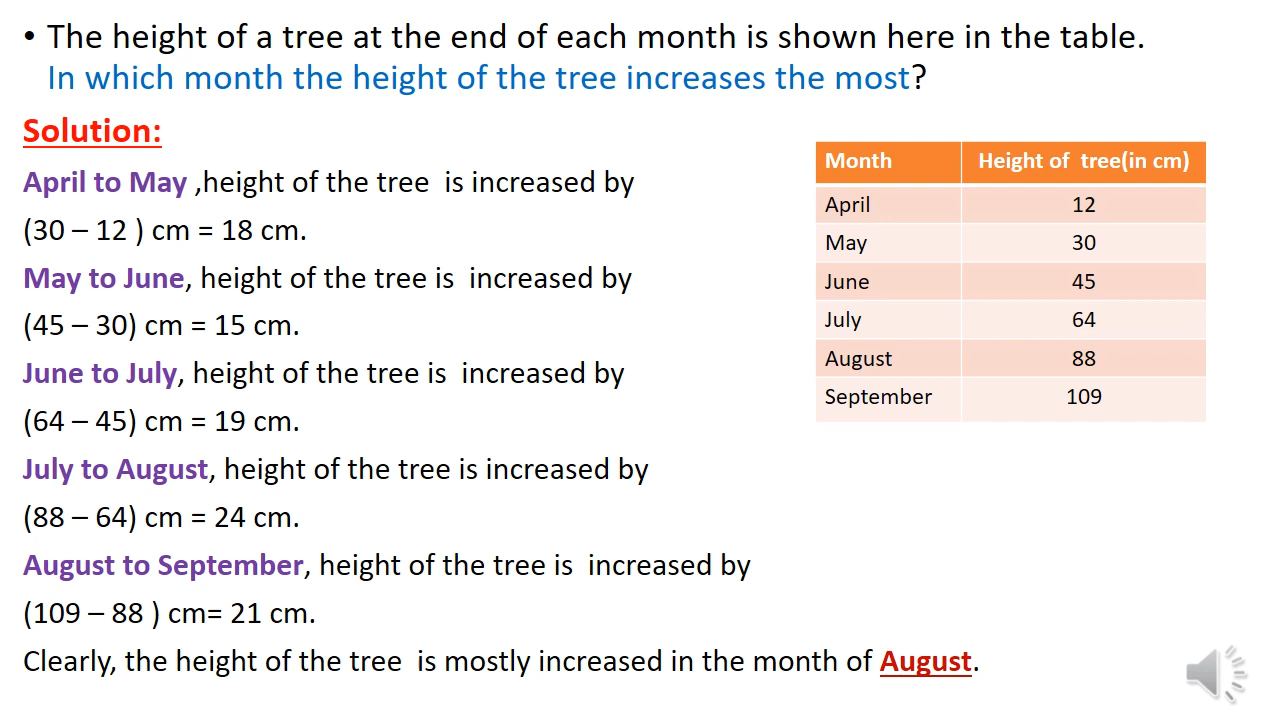 • The height of a tree at the end of each month is shown here in the table.
In which month the height of the tree increases the most?
Solution:
April to May ,height of the tree is increased by
(30 – 12 ) cm = 18 cm.
May to June, height of the tree is increased by
(45 – 30) cm = 15 cm.
June to July, height of the tree is increased by
(64 – 45) cm = 19 cm.
July to August, height of the tree is increased by
(88 – 64) cm = 24 cm.
August to September, height of the tree is increased by
(109 – 88 ) cm= 21 cm.
Clearly, the height of the tree is mostly increased in the month of August.
Month Height of tree(in cm)
April 12
May 30
June 45
July 64
August 88
September 109